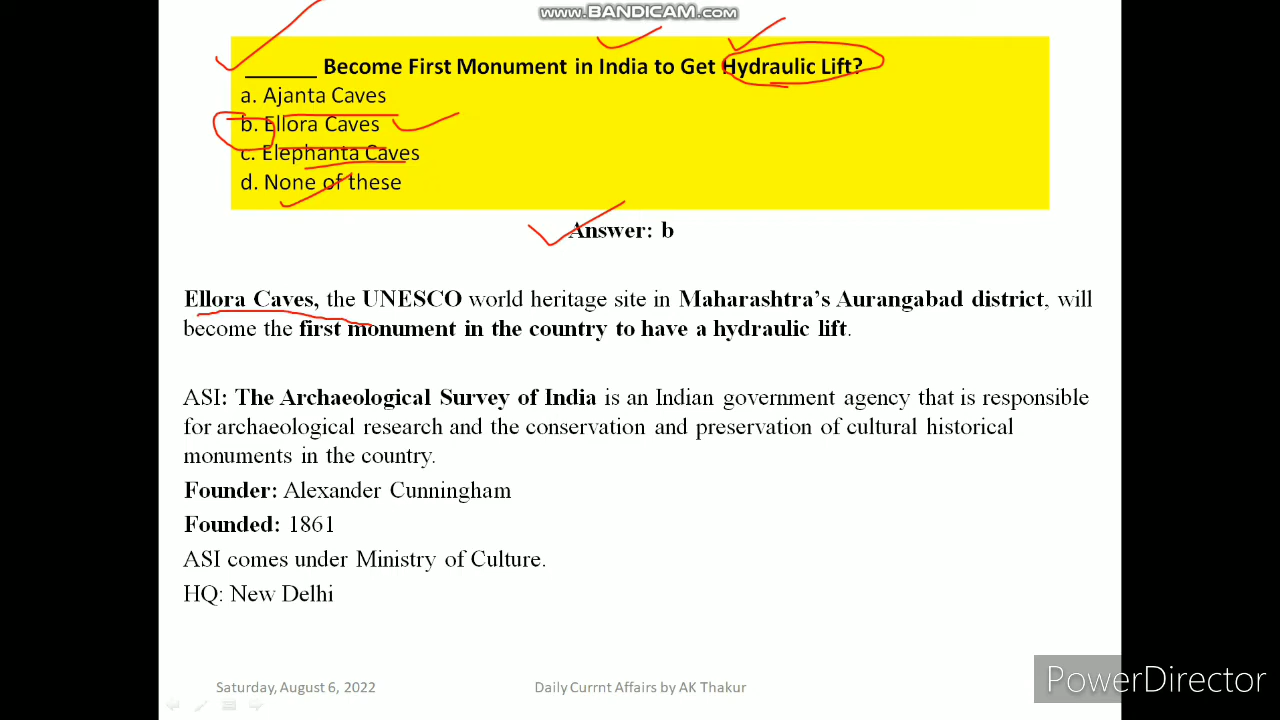 www.BANDICAM.com
______ Become First Monument in India to Get Hydraulic Lift?
a. Ajanta Caves
b. Ellora Caves
c. Elephanta Caves
d. None of these
Answer: b
Ellora Caves, the UNESCO world heritage site in Maharashtra's Aurangabad district, will
become the first monument in the country to have a hydraulic lift.
ASI: The Archaeological Survey of India is an Indian government agency that is responsible
for archaeological research and the conservation and preservation of cultural historical
monuments in the country.
Founder: Alexander Cunningham
Founded: 1861
ASI comes under Ministry of Culture.
HQ: New Delhi
Saturday, August 6, 2022
Daily Currnt Affairs by AK Thakur
PowerDirector